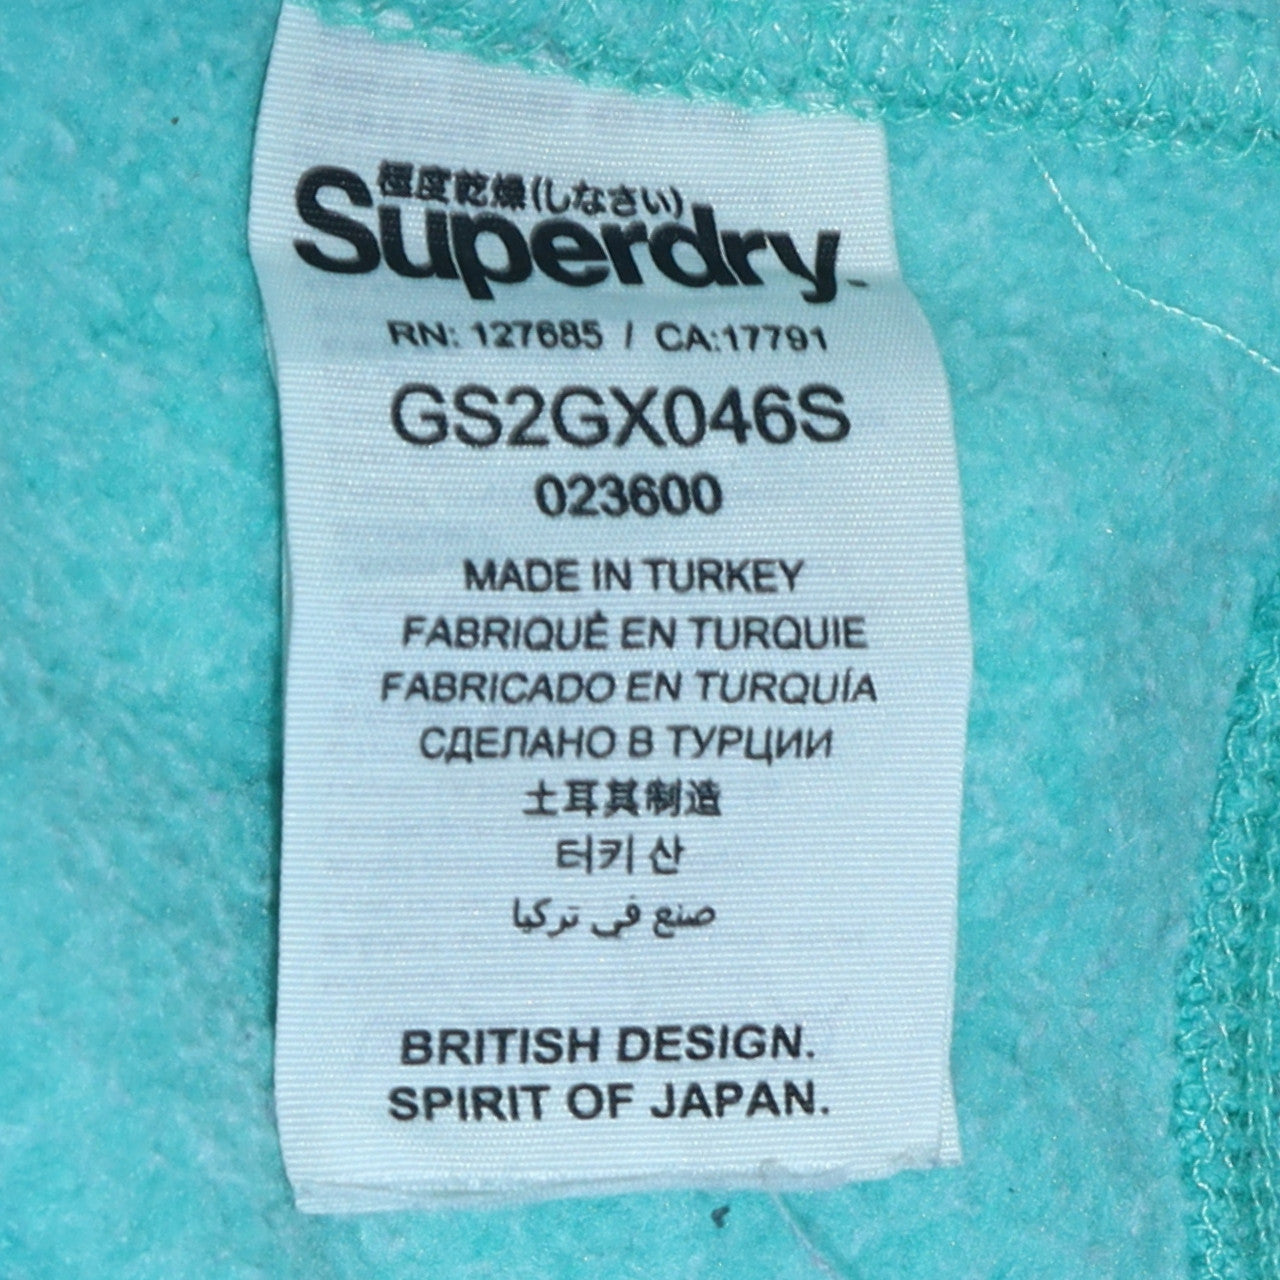 極度乾燥(しなさい)
Superdry.
RN: 127685 / CA:17791
GS2GX046S
023600
MADE IN TURKEY
FABRIQUÉ EN TURQUIE
FABRICADO EN TURQUÍA
СДЕЛАНО В ТУРЦИИ
土耳其制造
터키 산
صنع في تركيا
BRITISH DESIGN.
SPIRIT OF JAPAN.